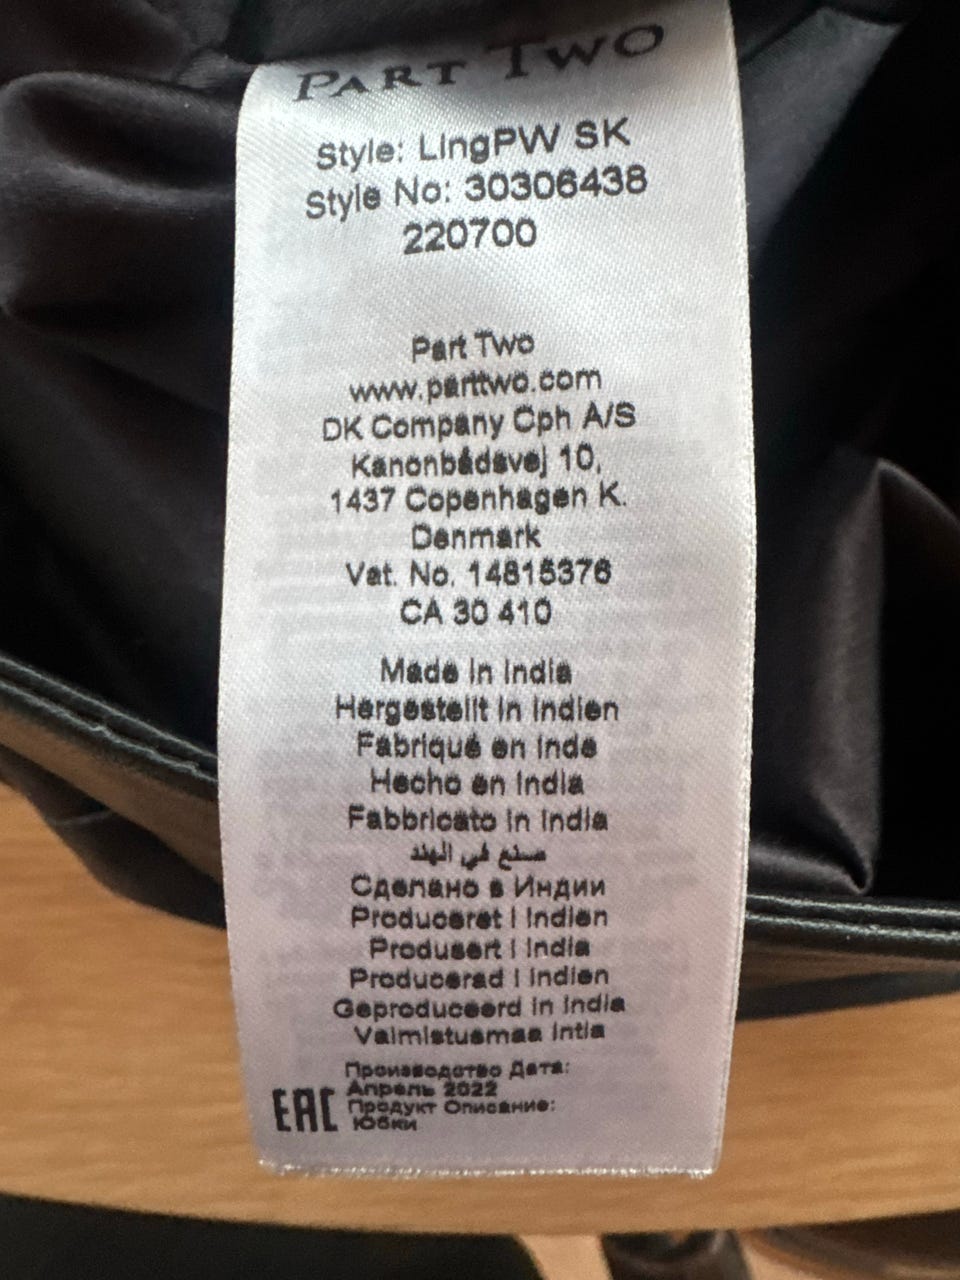 PART TWO
Style: LingPW SK
Style No: 30306438
220700
Part Two
www.parttwo.com
DK Company Cph A/S
Kanonbådsvej 10,
1437 Copenhagen K.
Denmark
Vat. No. 14815376
CA 30 410
Made in India
Hergestellt in Indien
Fabriqué en Inde
Hecho en India
Fabbricato in India
صنع في الهند
Сделано в Индии
Produceret i Indien
Produsert i India
Producerad i Indien
Geproduceerd in India
Valmistusmaa Intia
Производство Дата:
Апрель 2022
EAC Продукт Описание:
Юбки